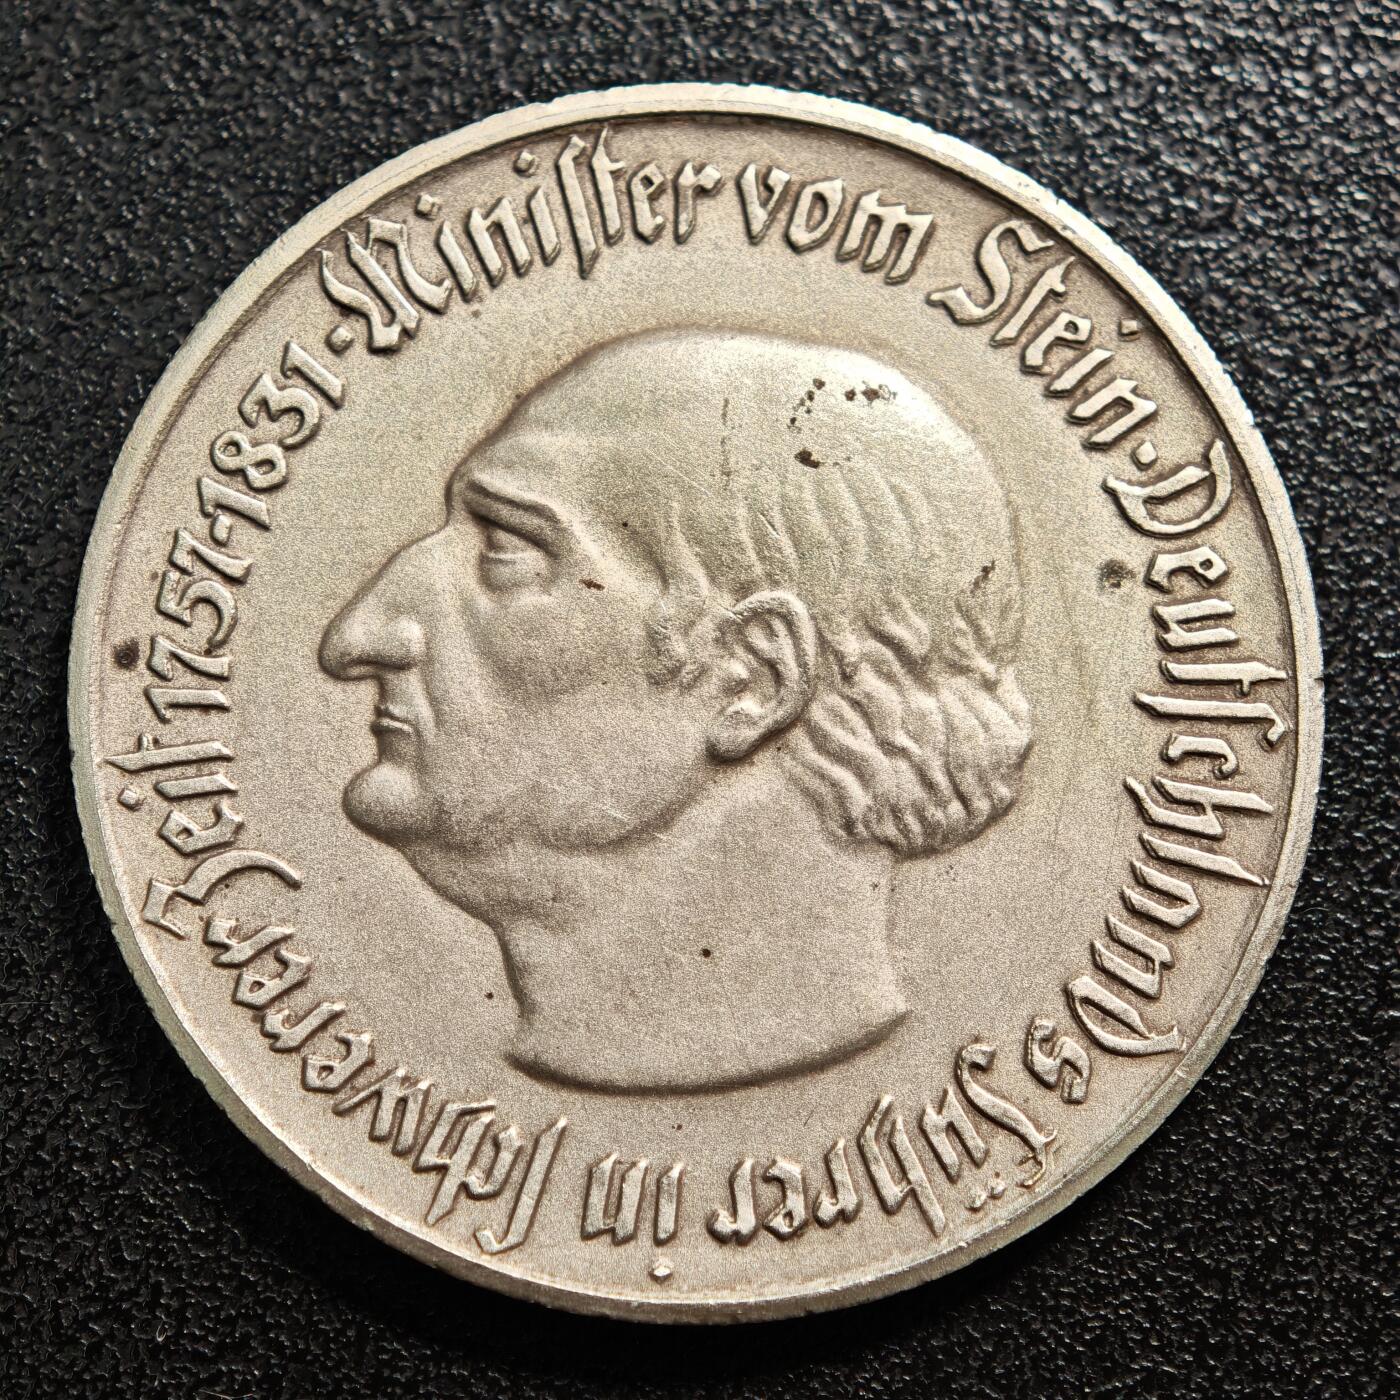 Minister vom Stein · Deutschlands Führer in schwerer Zeit 1757-1831 ·